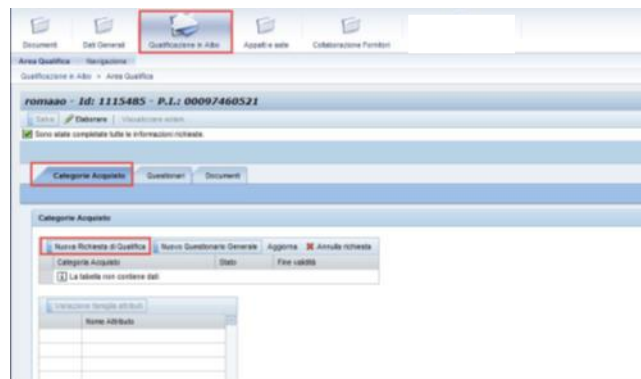 Documenti Dati Generali Qualificazione in Albo Appalti e aste Collaborazione Fornitori
Area Qualifica Navigazione
Qualificazione in Albo > Area Qualifica
romaao - Id: 1115485 - P.I.: 00097460521
Salva Elaborare Visualizzare estem.
Sono state completate tutte le informazioni richieste.
Categorie Acquisto Questionari Documenti
Categorie Acquisto
Nuova Richiesta di Qualifica Nuovo Questionario Generale Aggiorna Annulla richiesta
Categoria Acquisto Stato Fine validità
La tabella non contiene dati
Variazione famiglia attributi
Nome Attributo